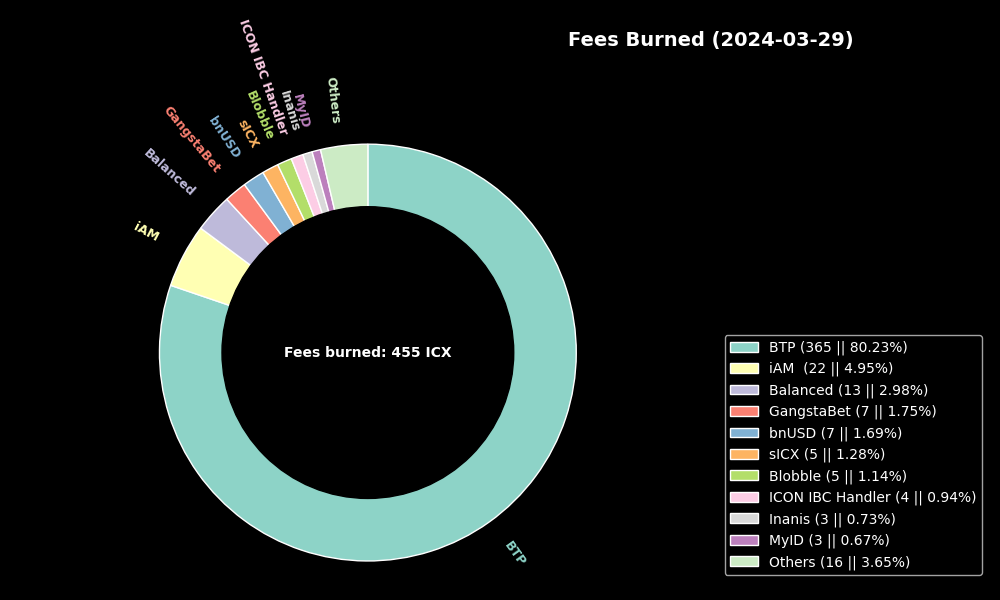 Fees Burned (2024-03-29)
ICON IBC Handler
Others
Inanis
MyID
Blobble
sICX
bnUSD
GangstaBet
Balanced
iAM
Fees burned: 455 ICX
BTP
BTP (365 || 80.23%)
iAM  (22 || 4.95%)
Balanced (13 || 2.98%)
GangstaBet (7 || 1.75%)
bnUSD (7 || 1.69%)
sICX (5 || 1.28%)
Blobble (5 || 1.14%)
ICON IBC Handler (4 || 0.94%)
Inanis (3 || 0.73%)
MyID (3 || 0.67%)
Others (16 || 3.65%)